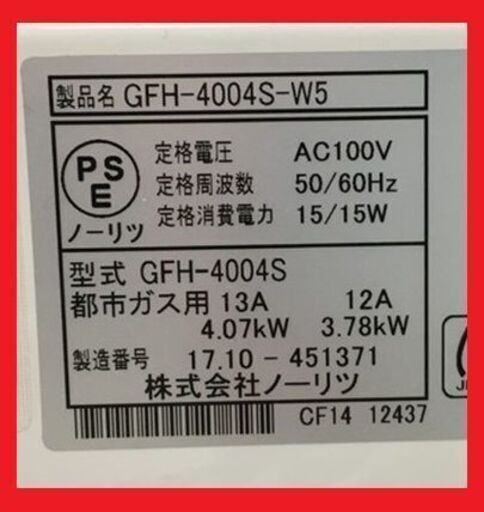 製品名 GFH-4004S-W5
PS
E
ノーリツ
定格電圧 AC100V
定格周波数 50/60Hz
定格消費電力 15/15W
型式 GFH-4004S
都市ガス用 13A 12A
4.07kW 3.78kW
製造番号 17.10-451371
株式会社ノーリツ
CF14 12437